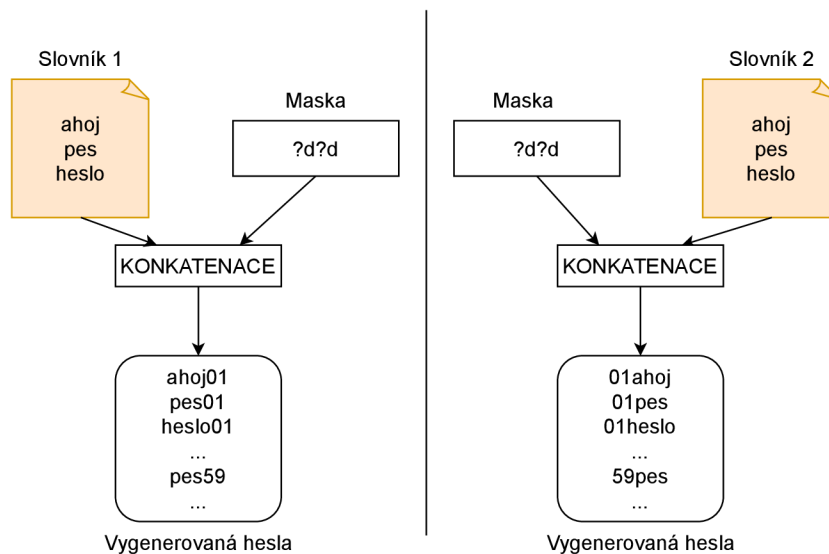 Slovník 1
ahoj
pes
heslo
Maska
?d?d
KONKATENACE
ahoj01
pes01
heslo01
...
pes59
...
Vygenerovaná hesla
Maska
?d?d
Slovník 2
ahoj
pes
heslo
KONKATENACE
01ahoj
01pes
01heslo
...
59pes
...
Vygenerovaná hesla